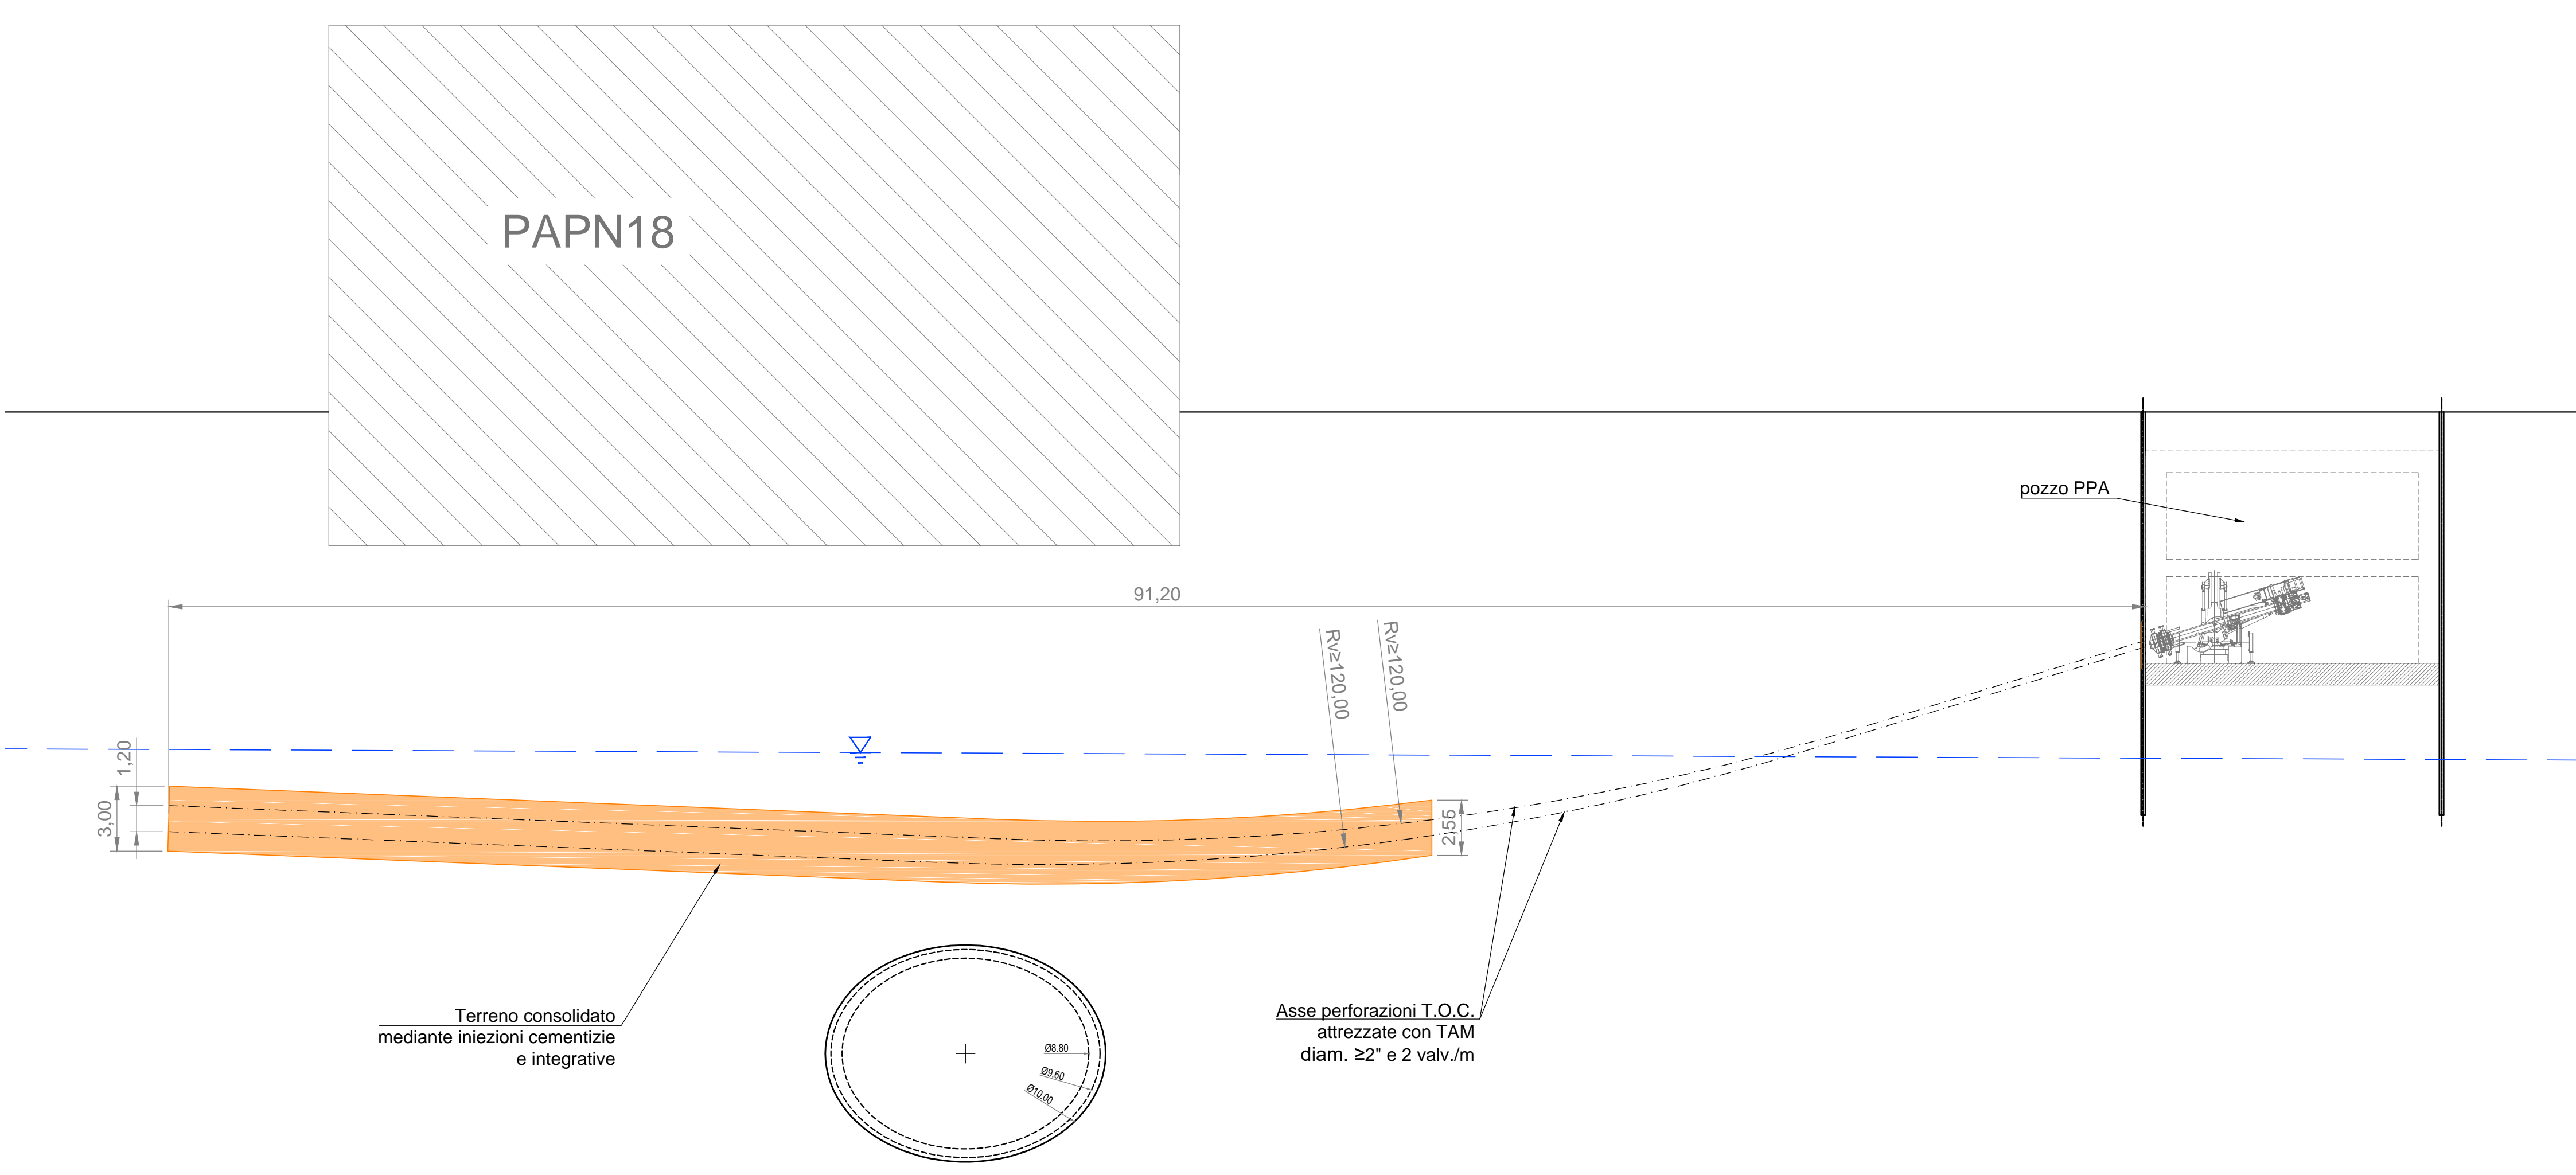 PAPN18
pozzo PPA
91,20
Rv≥120,00
Rv≥120,00
1,20
3,00
2,56
Terreno consolidato
mediante iniezioni cementizie
e integrative
Asse perforazioni T.O.C.
attrezzate con TAM
diam. ≥2" e 2 valv./m
Ø8.80
Ø9.60
Ø10.00